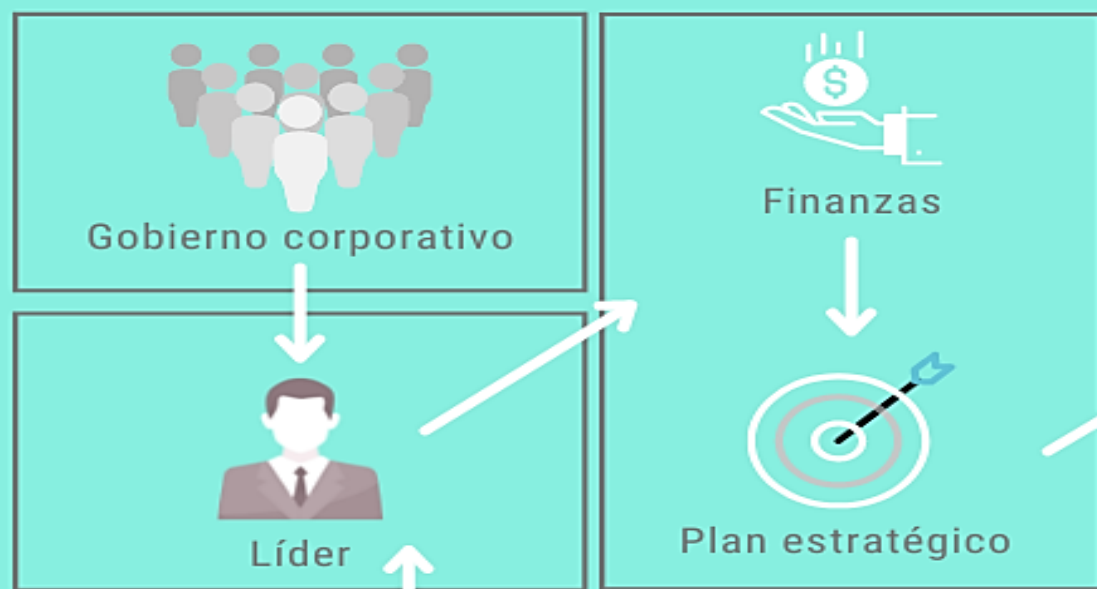 Gobierno corporativo
Líder
$
Finanzas
Plan estratégico